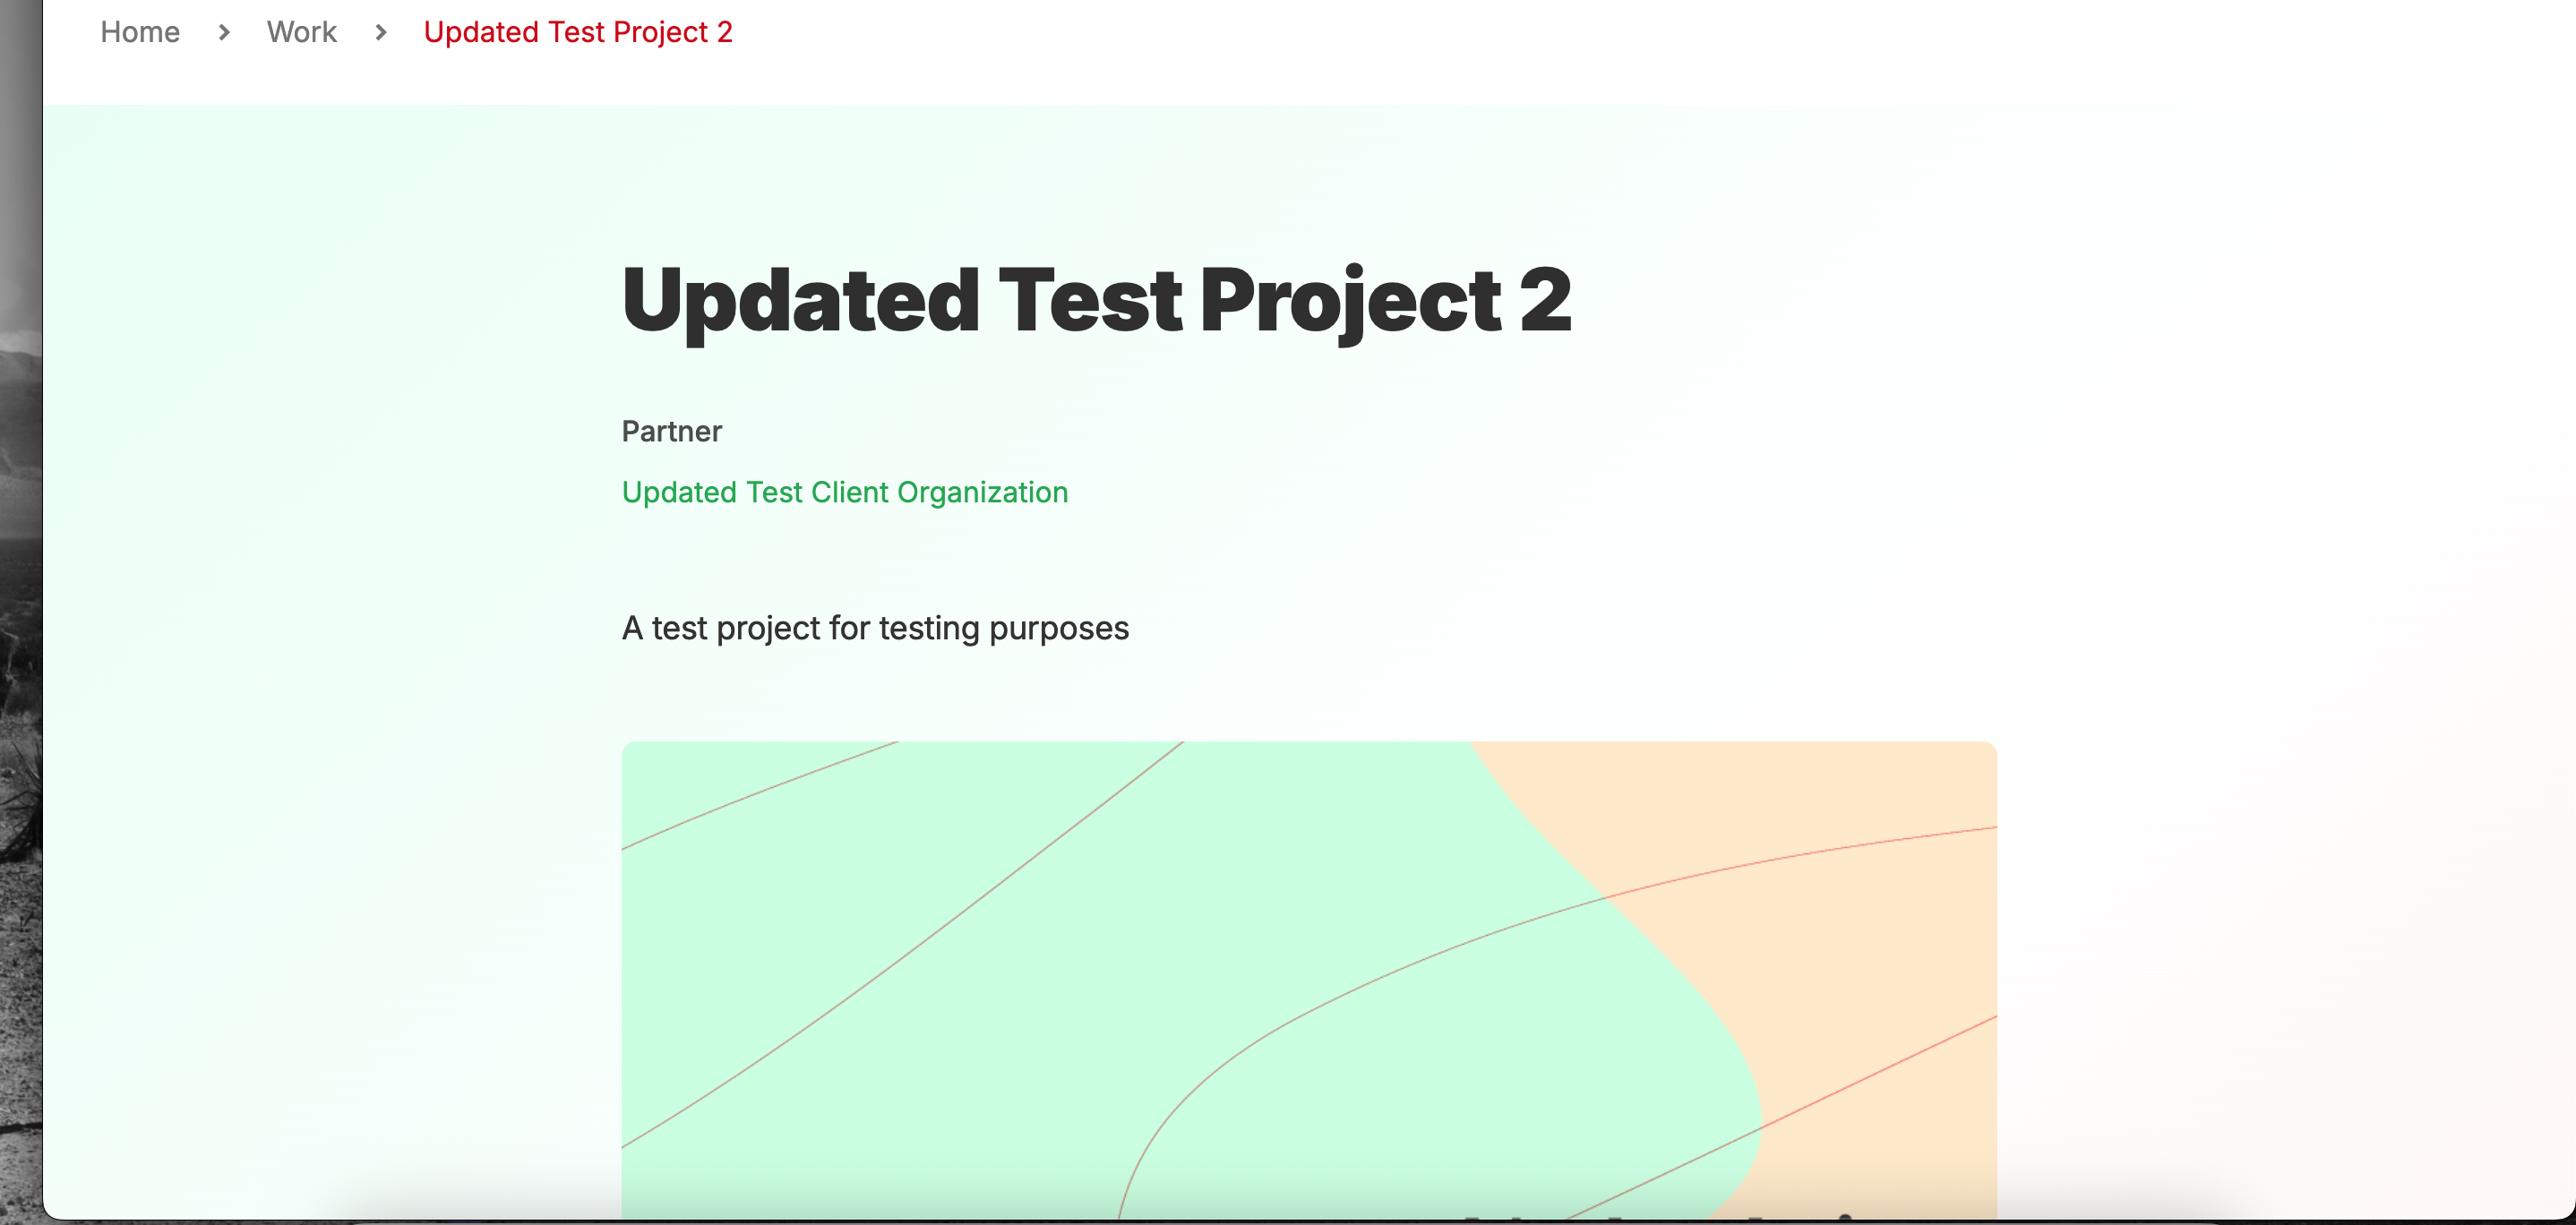 Home > Work > Updated Test Project 2
Updated Test Project 2
Partner
Updated Test Client Organization
A test project for testing purposes